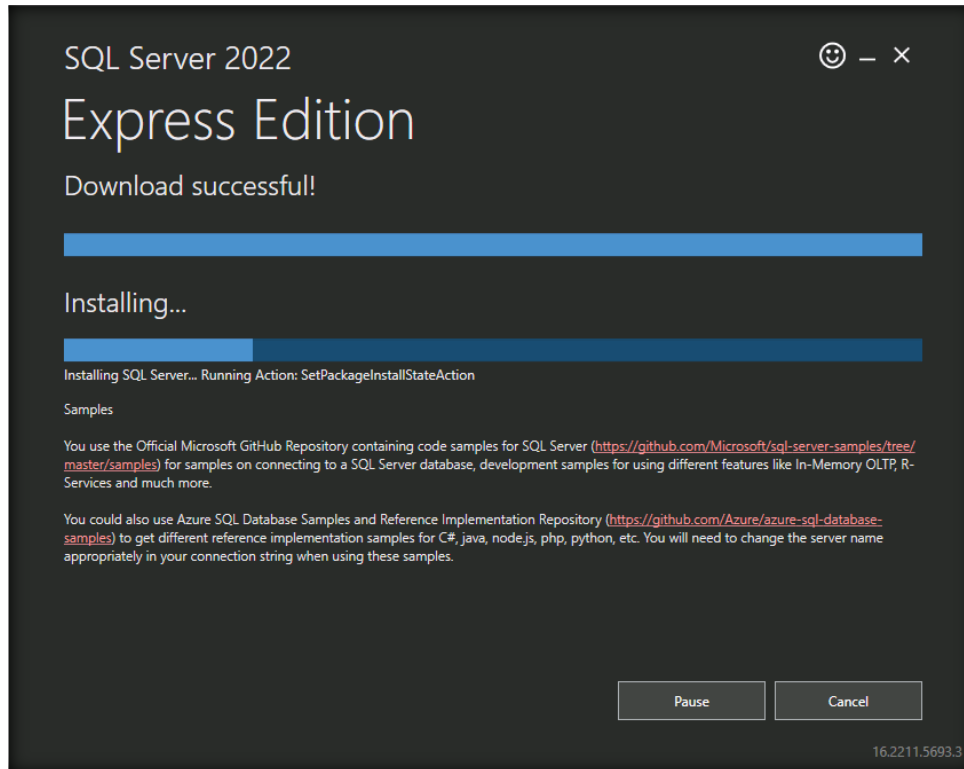 SQL Server 2022
Express Edition
Download successful!
Installing...
Installing SQL Server... Running Action: SetPackageInstallStateAction
Samples
You use the Official Microsoft GitHub Repository containing code samples for SQL Server (https://github.com/Microsoft/sql-server-samples/tree/
master/samples) for samples on connecting to a SQL Server database, development samples for using different features like In-Memory OLTP, R-
Services and much more.
You could also use Azure SQL Database Samples and Reference Implementation Repository (https://github.com/Azure/azure-sql-database-
samples) to get different reference implementation samples for C#, java, node.js, php, python, etc. You will need to change the server name
appropriately in your connection string when using these samples.
Pause
Cancel
16.2211.5693.3